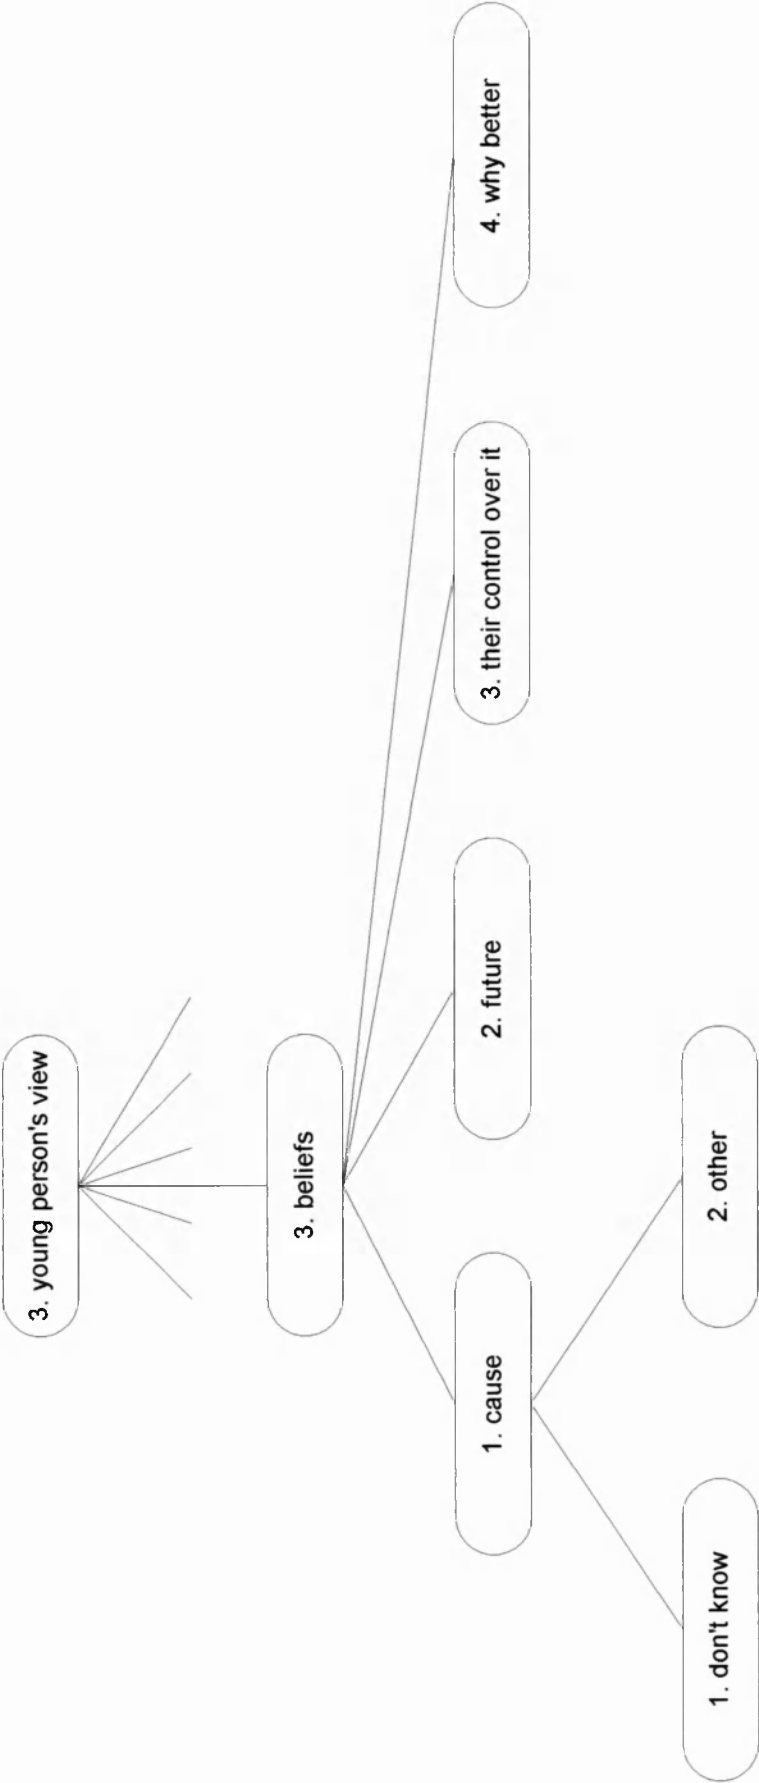 3. young person's view
3. beliefs
1. cause
2. future
3. their control over it
4. why better
1. don't know
2. other